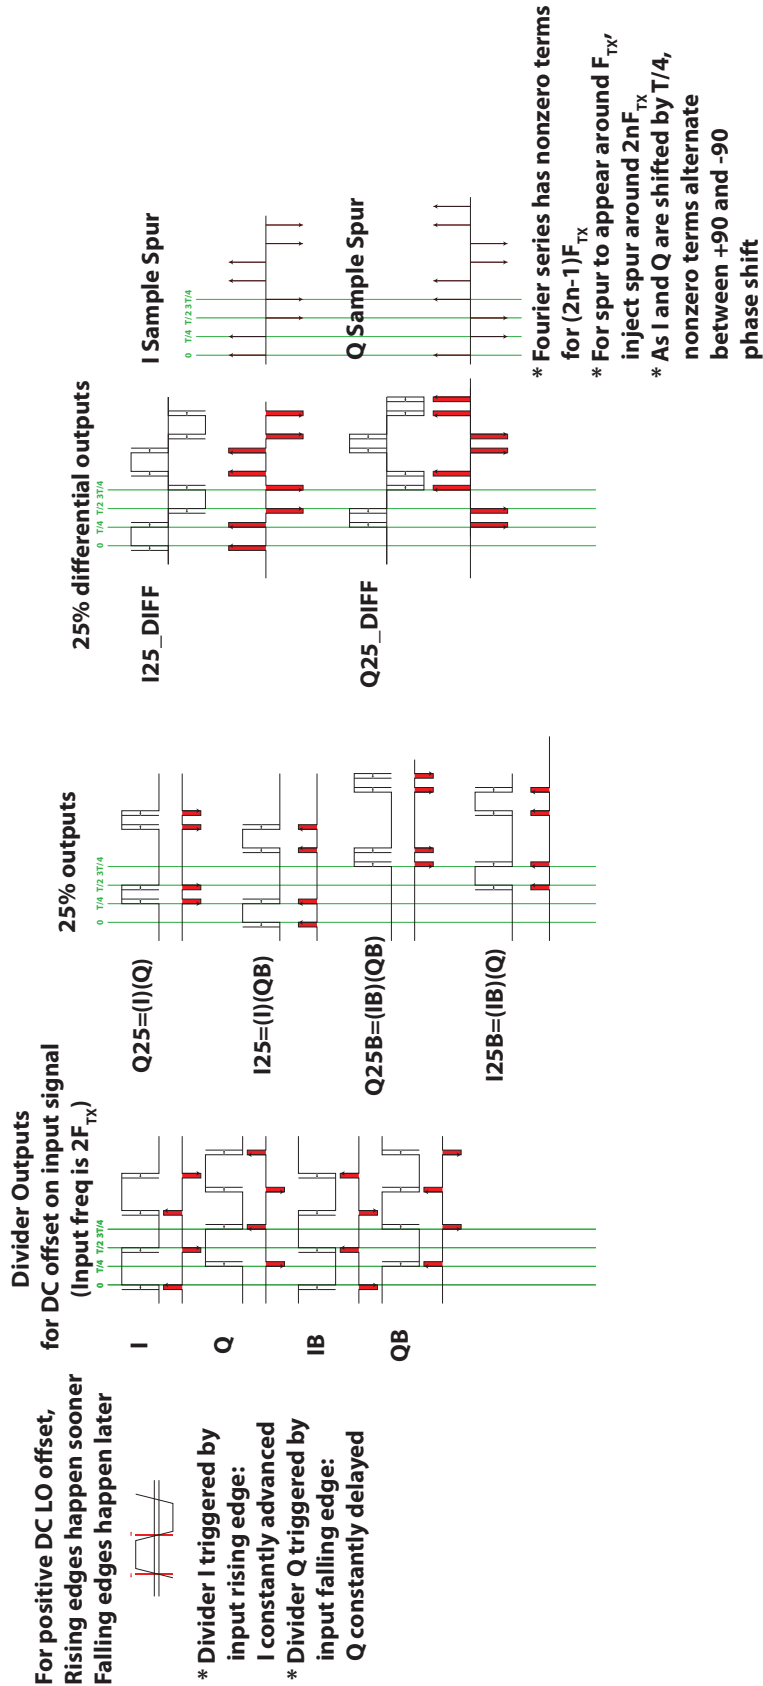 For positive DC LO offset,
Rising edges happen sooner
Falling edges happen later
* Divider I triggered by
input rising edge:
I constantly advanced
* Divider Q triggered by
input falling edge:
Q constantly delayed
Divider Outputs
for DC offset on input signal
(Input freq is 2F_TX)
0 T/4 T/2 3T/4
I
Q
IB
QB
25% outputs
0 T/4 T/2 3T/4
Q25=(I)(Q)
I25=(I)(QB)
Q25B=(IB)(QB)
I25B=(IB)(Q)
25% differential outputs
0 T/4 T/2 3T/4
I25_DIFF
Q25_DIFF
I Sample Spur
0 T/4 T/2 3T/4
Q Sample Spur
* Fourier series has nonzero terms
for (2n-1)F_TX
* For spur to appear around F_TX,
inject spur around 2nF_TX
* As I and Q are shifted by T/4,
nonzero terms alternate
between +90 and -90
phase shift